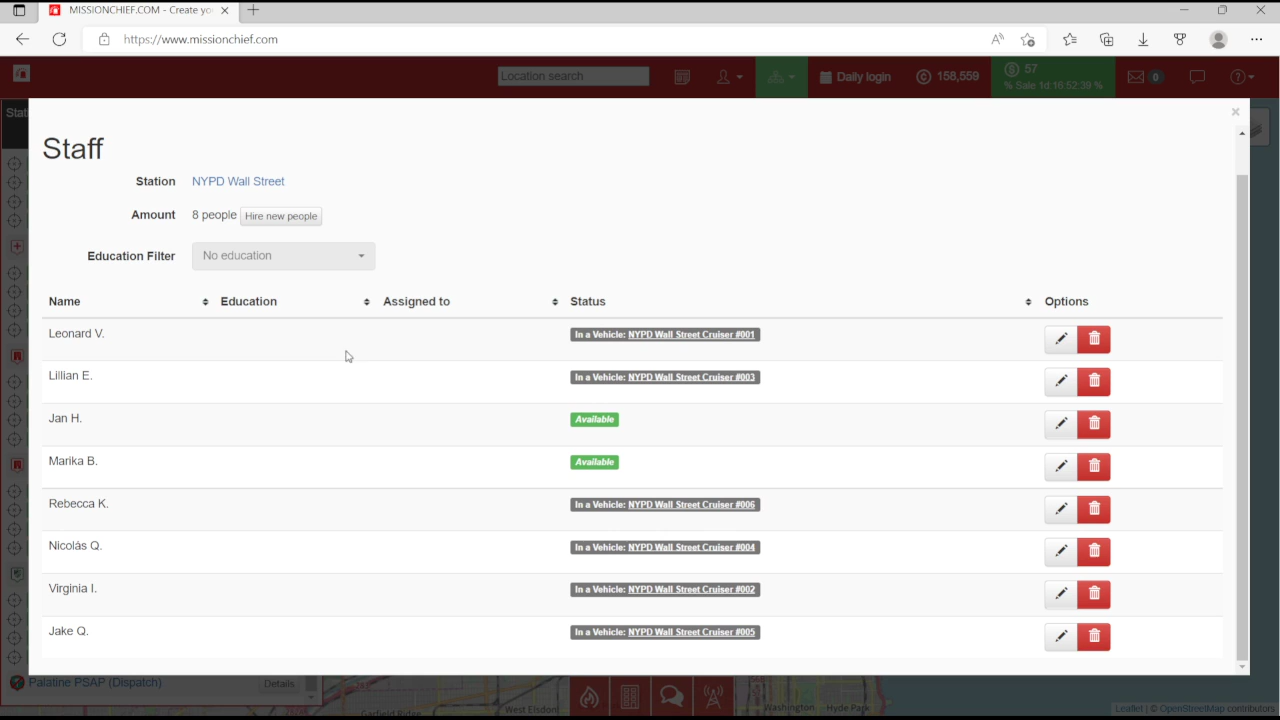 MISSIONCHIEF.COM - Create yo
https://www.missionchief.com
Location search
Daily login
158,559
57
% Sale 1d:16:52:39 %
0
Stati
Staff
Station NYPD Wall Street
Amount 8 people Hire new people
Education Filter No education
Name Education Assigned to Status Options
Leonard V. In a Vehicle: NYPD Wall Street Cruiser #001
Lillian E. In a Vehicle: NYPD Wall Street Cruiser #003
Jan H. Available
Marika B. Available
Rebecca K. In a Vehicle: NYPD Wall Street Cruiser #006
Nicolás Q. In a Vehicle: NYPD Wall Street Cruiser #004
Virginia I. In a Vehicle: NYPD Wall Street Cruiser #002
Jake Q. In a Vehicle: NYPD Wall Street Cruiser #005
Palatine PSAP (Dispatch) Details
Garfield Ridge
West Elsdon
Washington
Hyde Park
Leaflet | © OpenStreetMap contributors